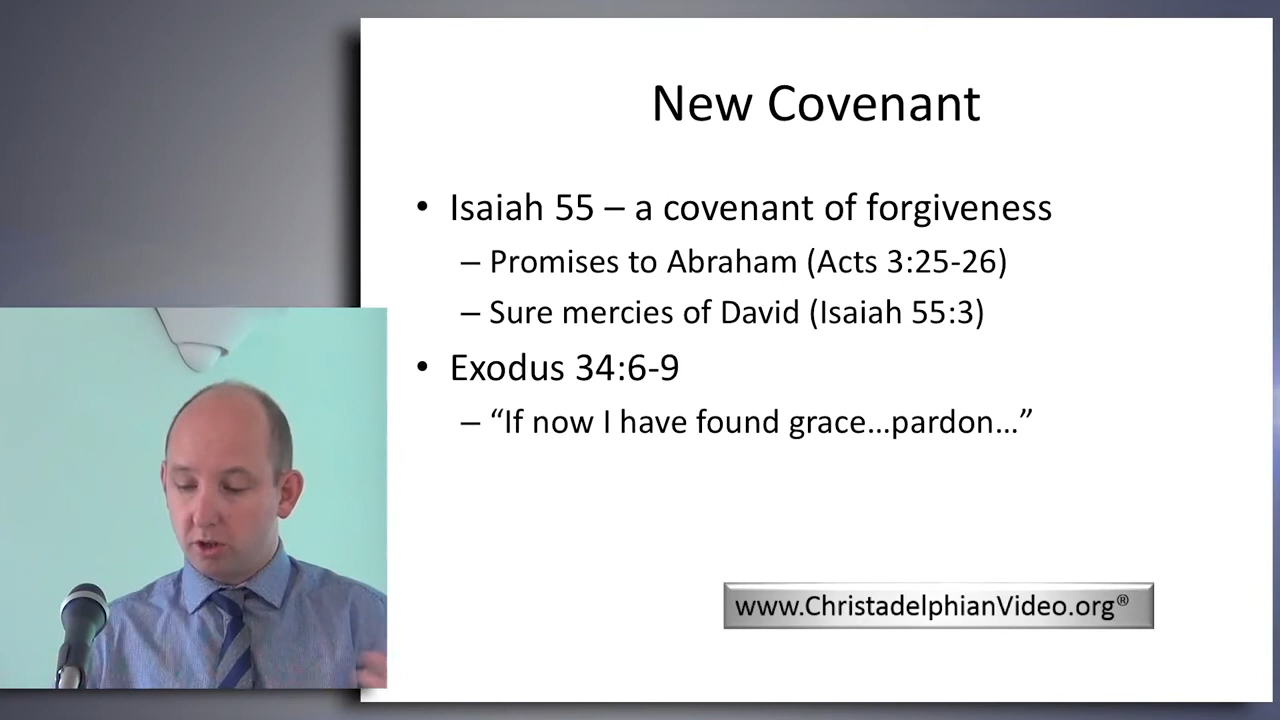 New Covenant
• Isaiah 55 – a covenant of forgiveness
– Promises to Abraham (Acts 3:25-26)
– Sure mercies of David (Isaiah 55:3)
• Exodus 34:6-9
– “If now I have found grace…pardon…”
www.ChristadelphianVideo.org®